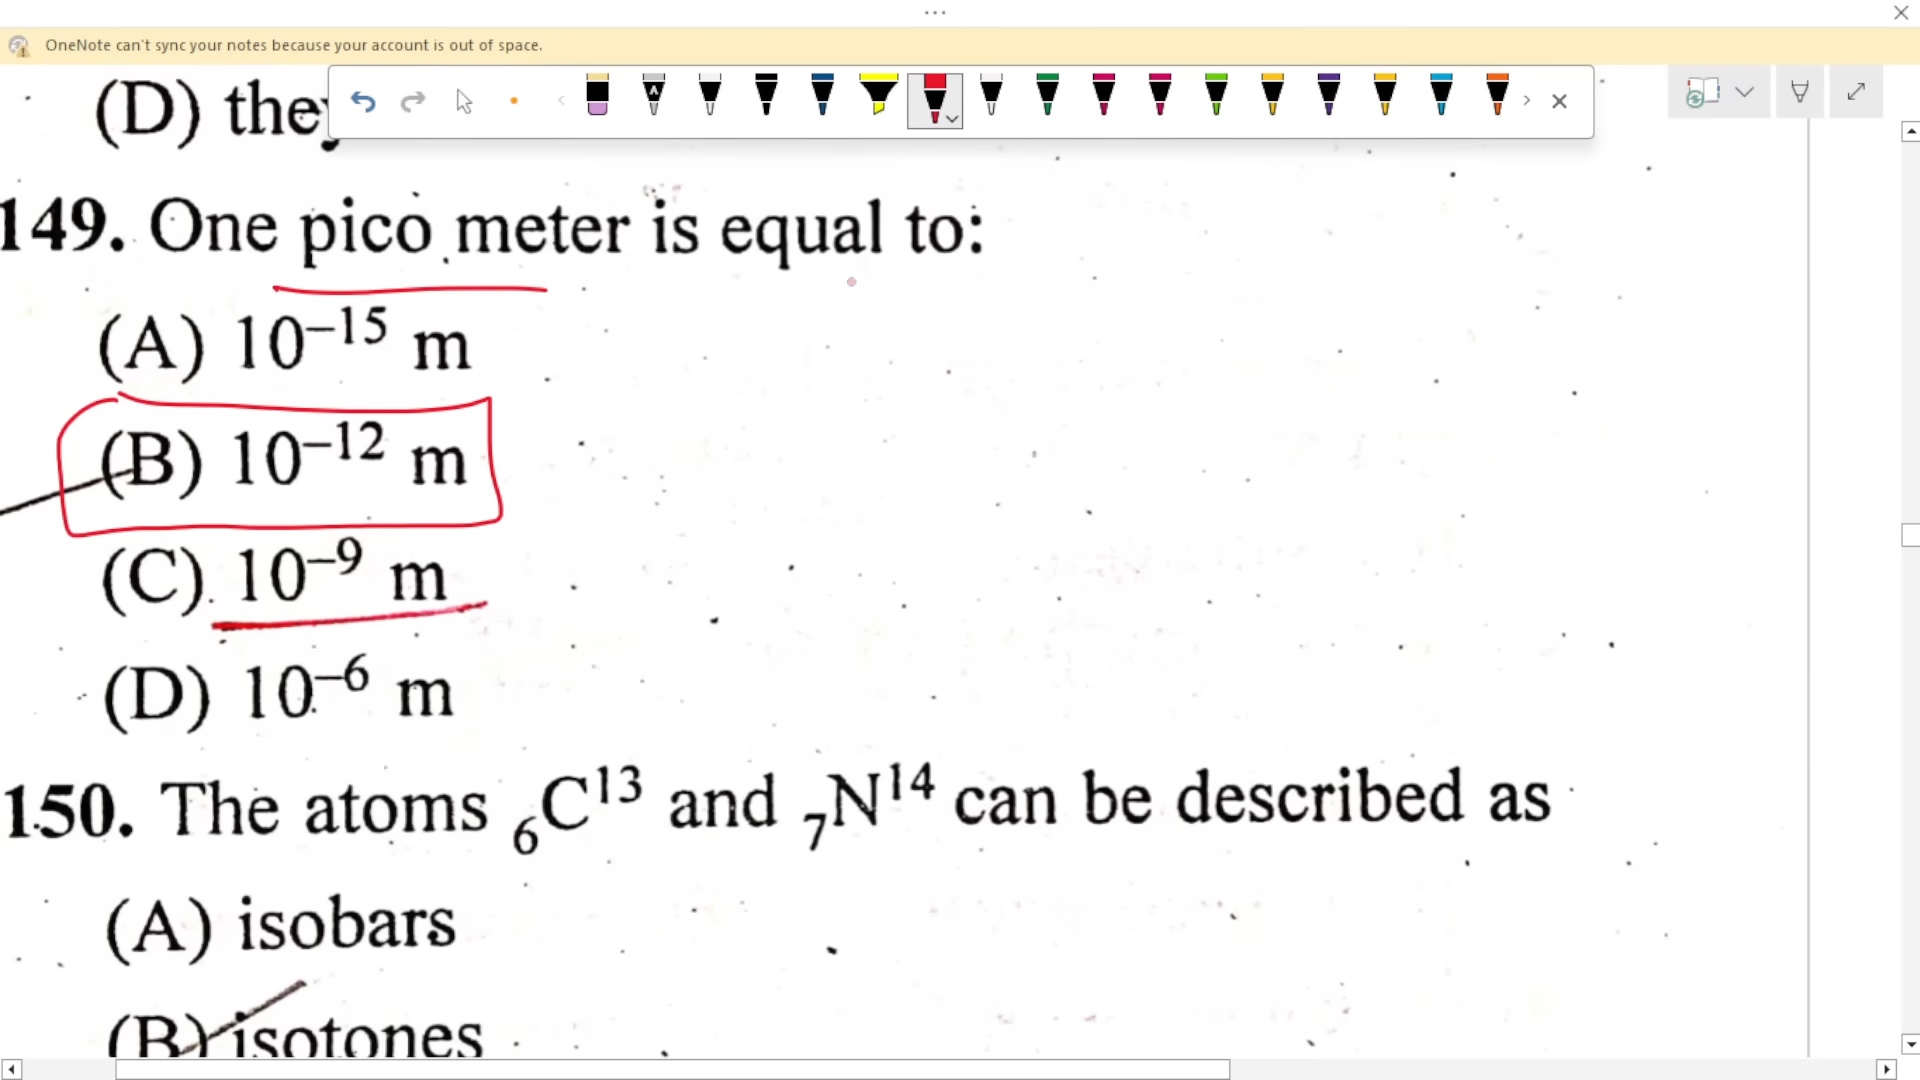 OneNote can't sync your notes because your account is out of space.
(D) they
149. One pico meter is equal to:
(A) 10⁻¹⁵ m
(B) 10⁻¹² m
(C) 10⁻⁹ m
(D) 10⁻⁶ m
150. The atoms ₆C¹³ and ₇N¹⁴ can be described as
(A) isobars
(B) isotones